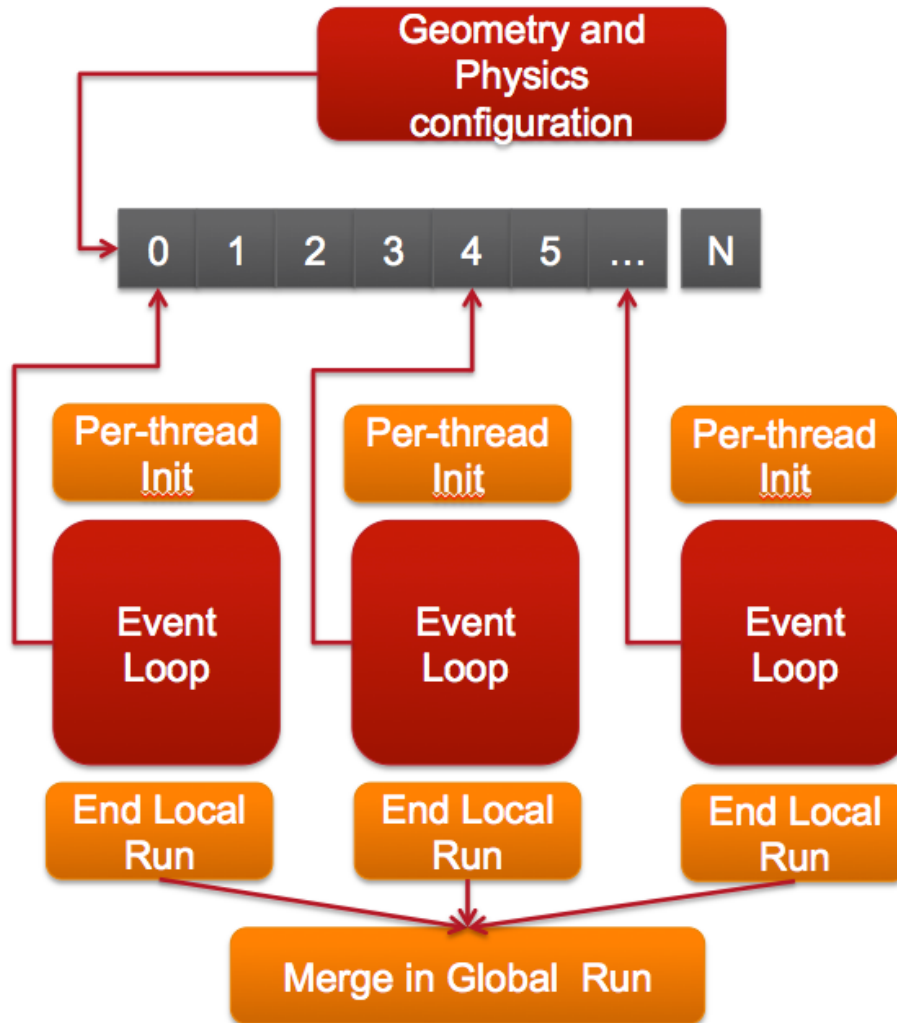 Geometry and
Physics
configuration
0 1 2 3 4 5 ... N
Per-thread
Init
Per-thread
Init
Per-thread
Init
Event
Loop
Event
Loop
Event
Loop
End Local
Run
End Local
Run
End Local
Run
Merge in Global Run